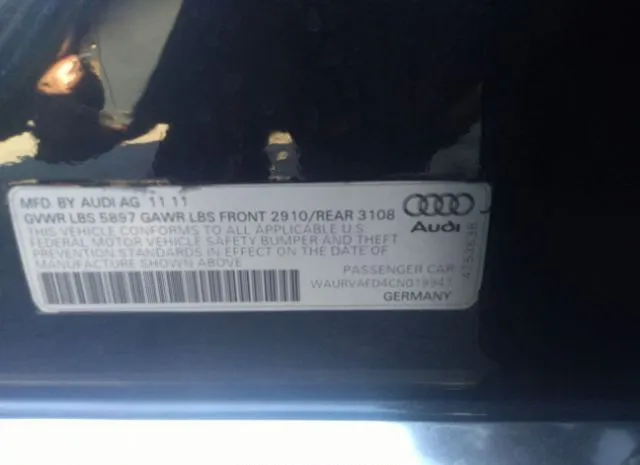 MFD. BY AUDI AG 11 11
GVWR LBS 5897 GAWR LBS FRONT 2910/REAR 3108
THIS VEHICLE CONFORMS TO ALL APPLICABLE U.S.
FEDERAL MOTOR VEHICLE SAFETY BUMPER AND THEFT
PREVENTION STANDARDS IN EFFECT ON THE DATE OF
MANUFACTURE SHOWN ABOVE
Audi
PASSENGER CAR
GERMANY